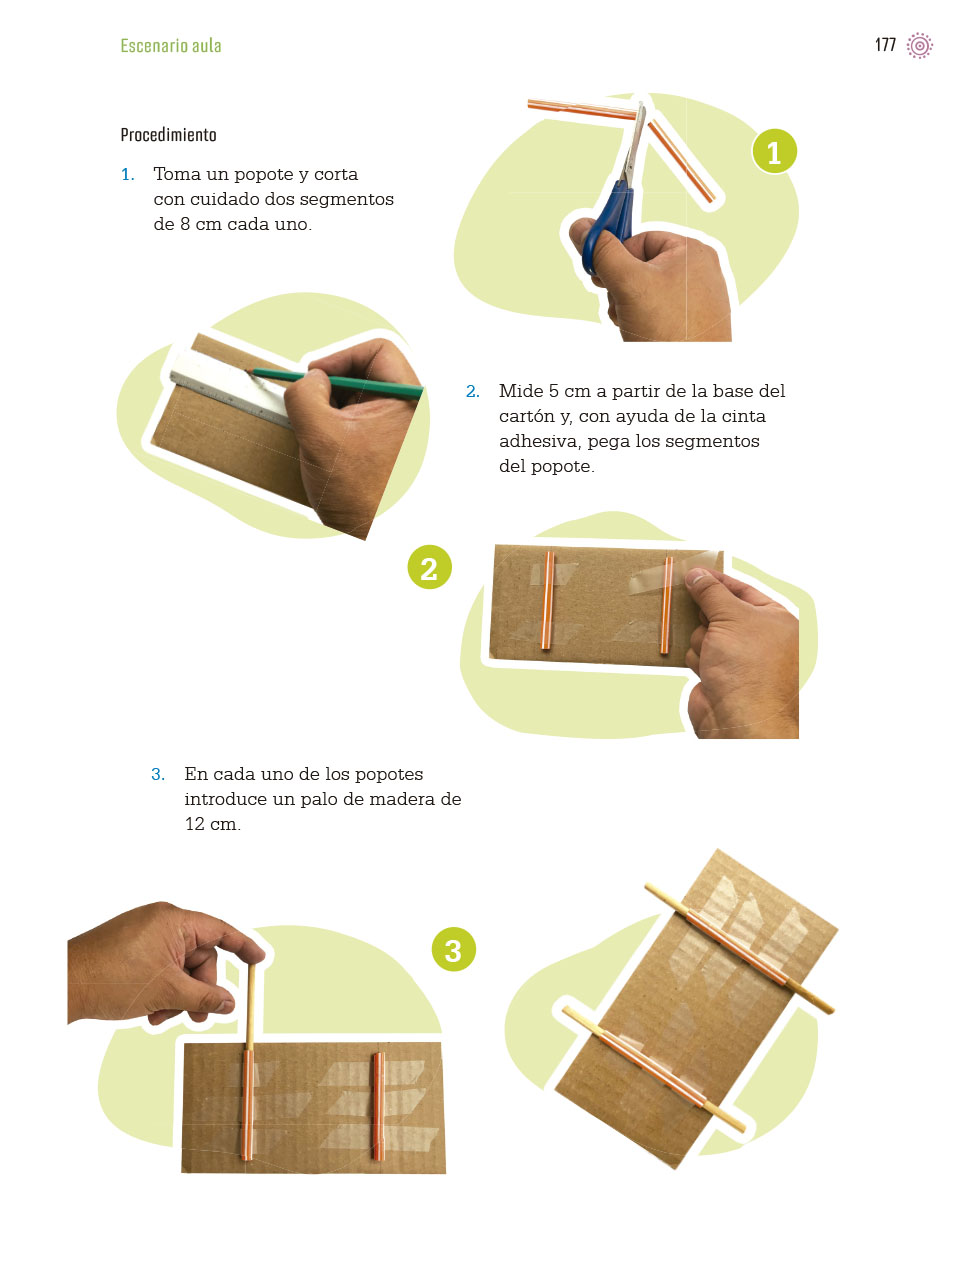 Escenario aula
177
Procedimiento
1. Toma un popote y corta
con cuidado dos segmentos
de 8 cm cada uno.
1
2. Mide 5 cm a partir de la base del
cartón y, con ayuda de la cinta
adhesiva, pega los segmentos
del popote.
2
3. En cada uno de los popotes
introduce un palo de madera de
12 cm.
3